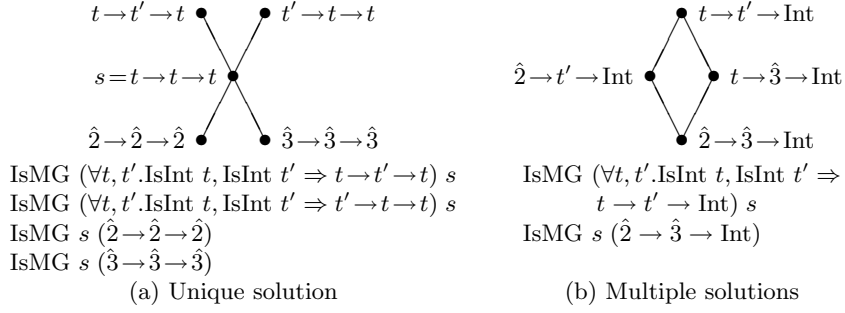 t → t′ → t
t′ → t → t
s = t → t → t
2̂ → 2̂ → 2̂
3̂ → 3̂ → 3̂
IsMG (∀t, t′.IsInt t, IsInt t′ ⇒ t → t′ → t) s
IsMG (∀t, t′.IsInt t, IsInt t′ ⇒ t′ → t → t) s
IsMG s (2̂ → 2̂ → 2̂)
IsMG s (3̂ → 3̂ → 3̂)
(a) Unique solution
t → t′ → Int
2̂ → t′ → Int
t → 3̂ → Int
2̂ → 3̂ → Int
IsMG (∀t, t′.IsInt t, IsInt t′ ⇒
t → t′ → Int) s
IsMG s (2̂ → 3̂ → Int)
(b) Multiple solutions